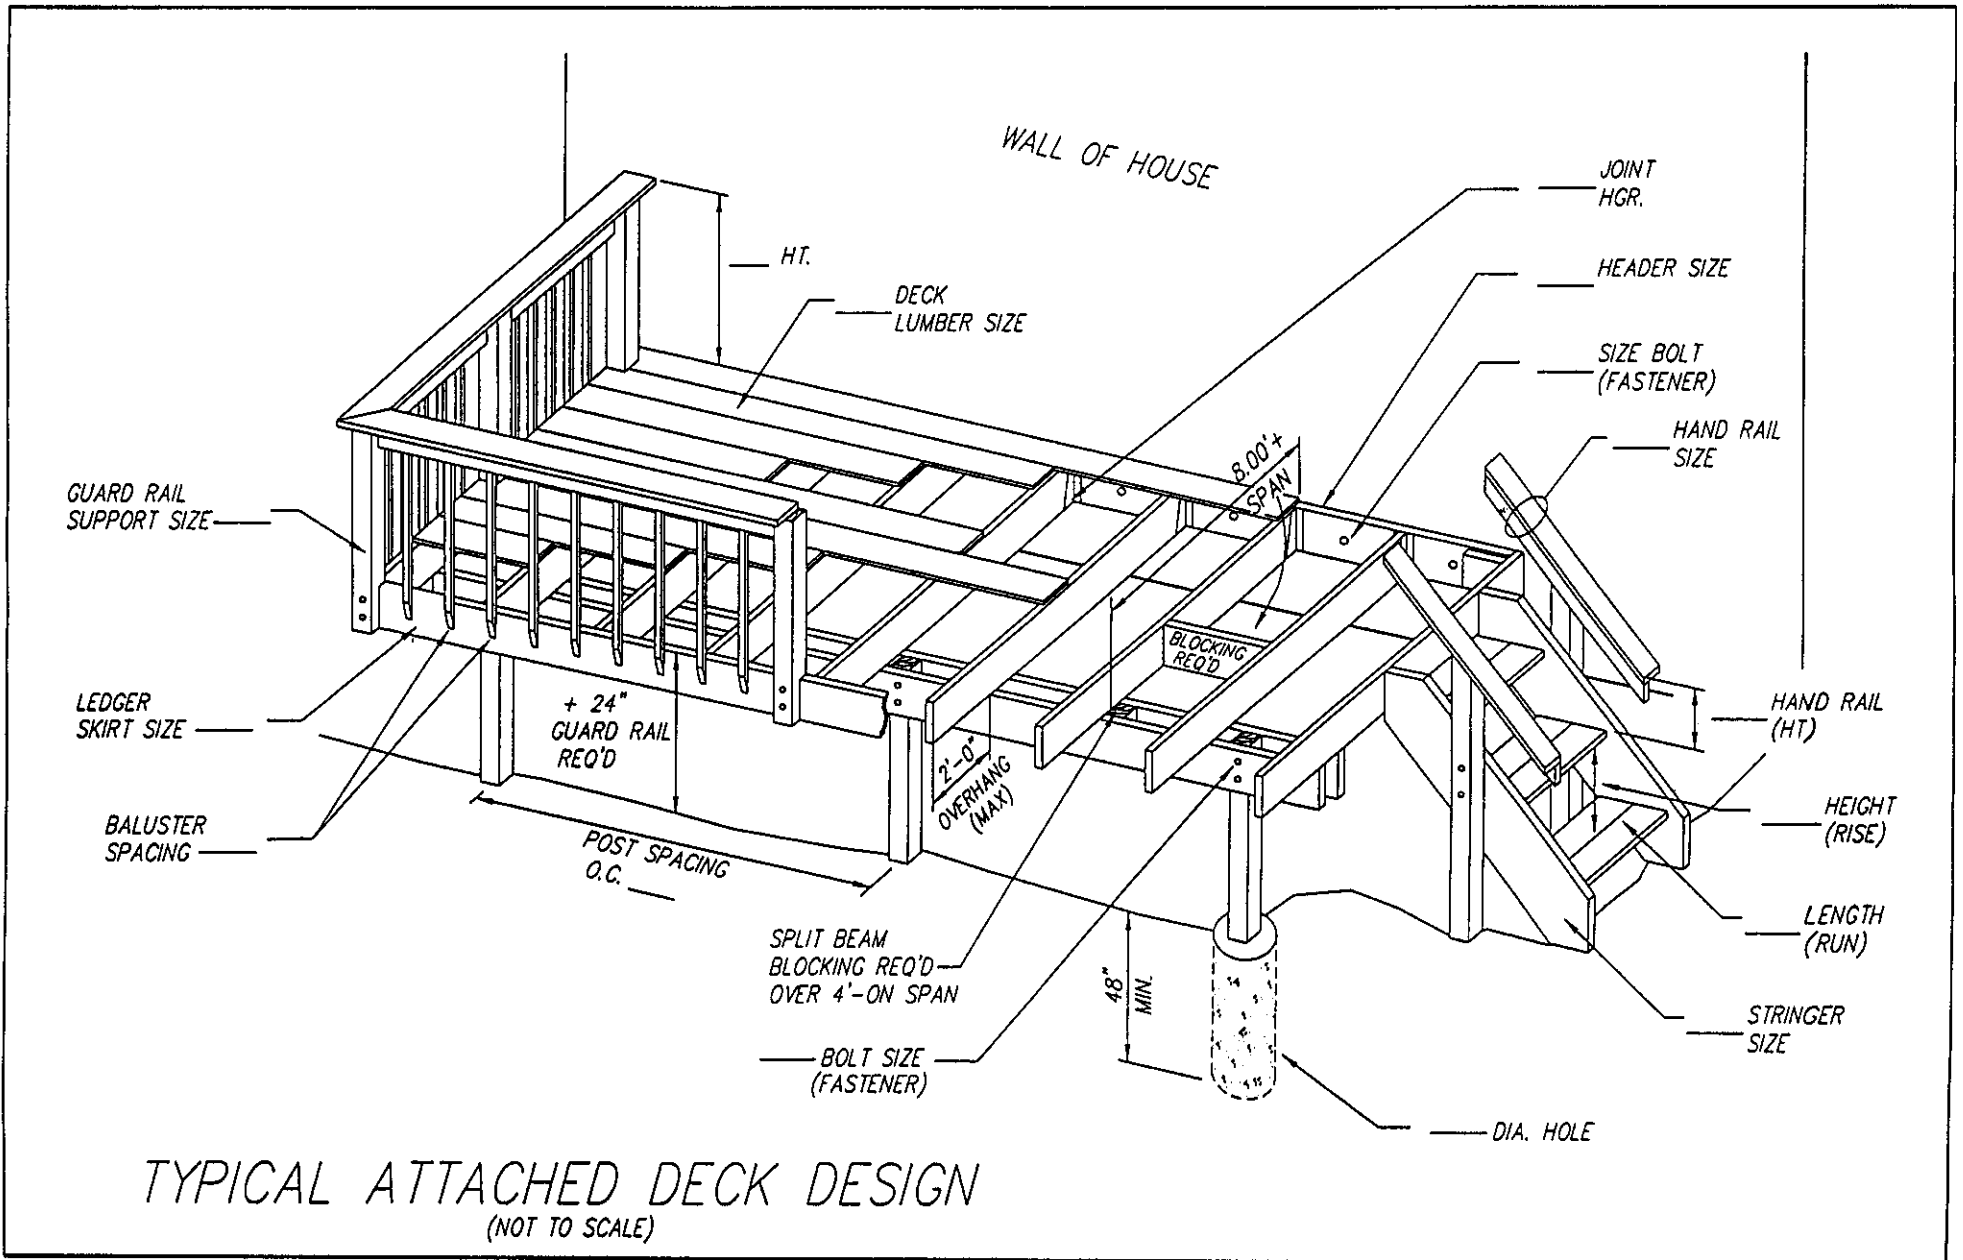 WALL OF HOUSE
JOINT
HGR.
HT.
HEADER SIZE
DECK
LUMBER SIZE
SIZE BOLT
(FASTENER)
HAND RAIL
SIZE
8.00'+
SPAN
GUARD RAIL
SUPPORT SIZE
BLOCKING
REQ'D
LEDGER
SKIRT SIZE
+ 24"
GUARD RAIL
REQ'D
HAND RAIL
(HT)
2'-0"
OVERHANG
(MAX)
BALUSTER
SPACING
HEIGHT
(RISE)
POST SPACING
O.C.
LENGTH
(RUN)
SPLIT BEAM
BLOCKING REQ'D
OVER 4'-ON SPAN
48"
MIN.
STRINGER
SIZE
BOLT SIZE
(FASTENER)
DIA. HOLE
TYPICAL ATTACHED DECK DESIGN
(NOT TO SCALE)